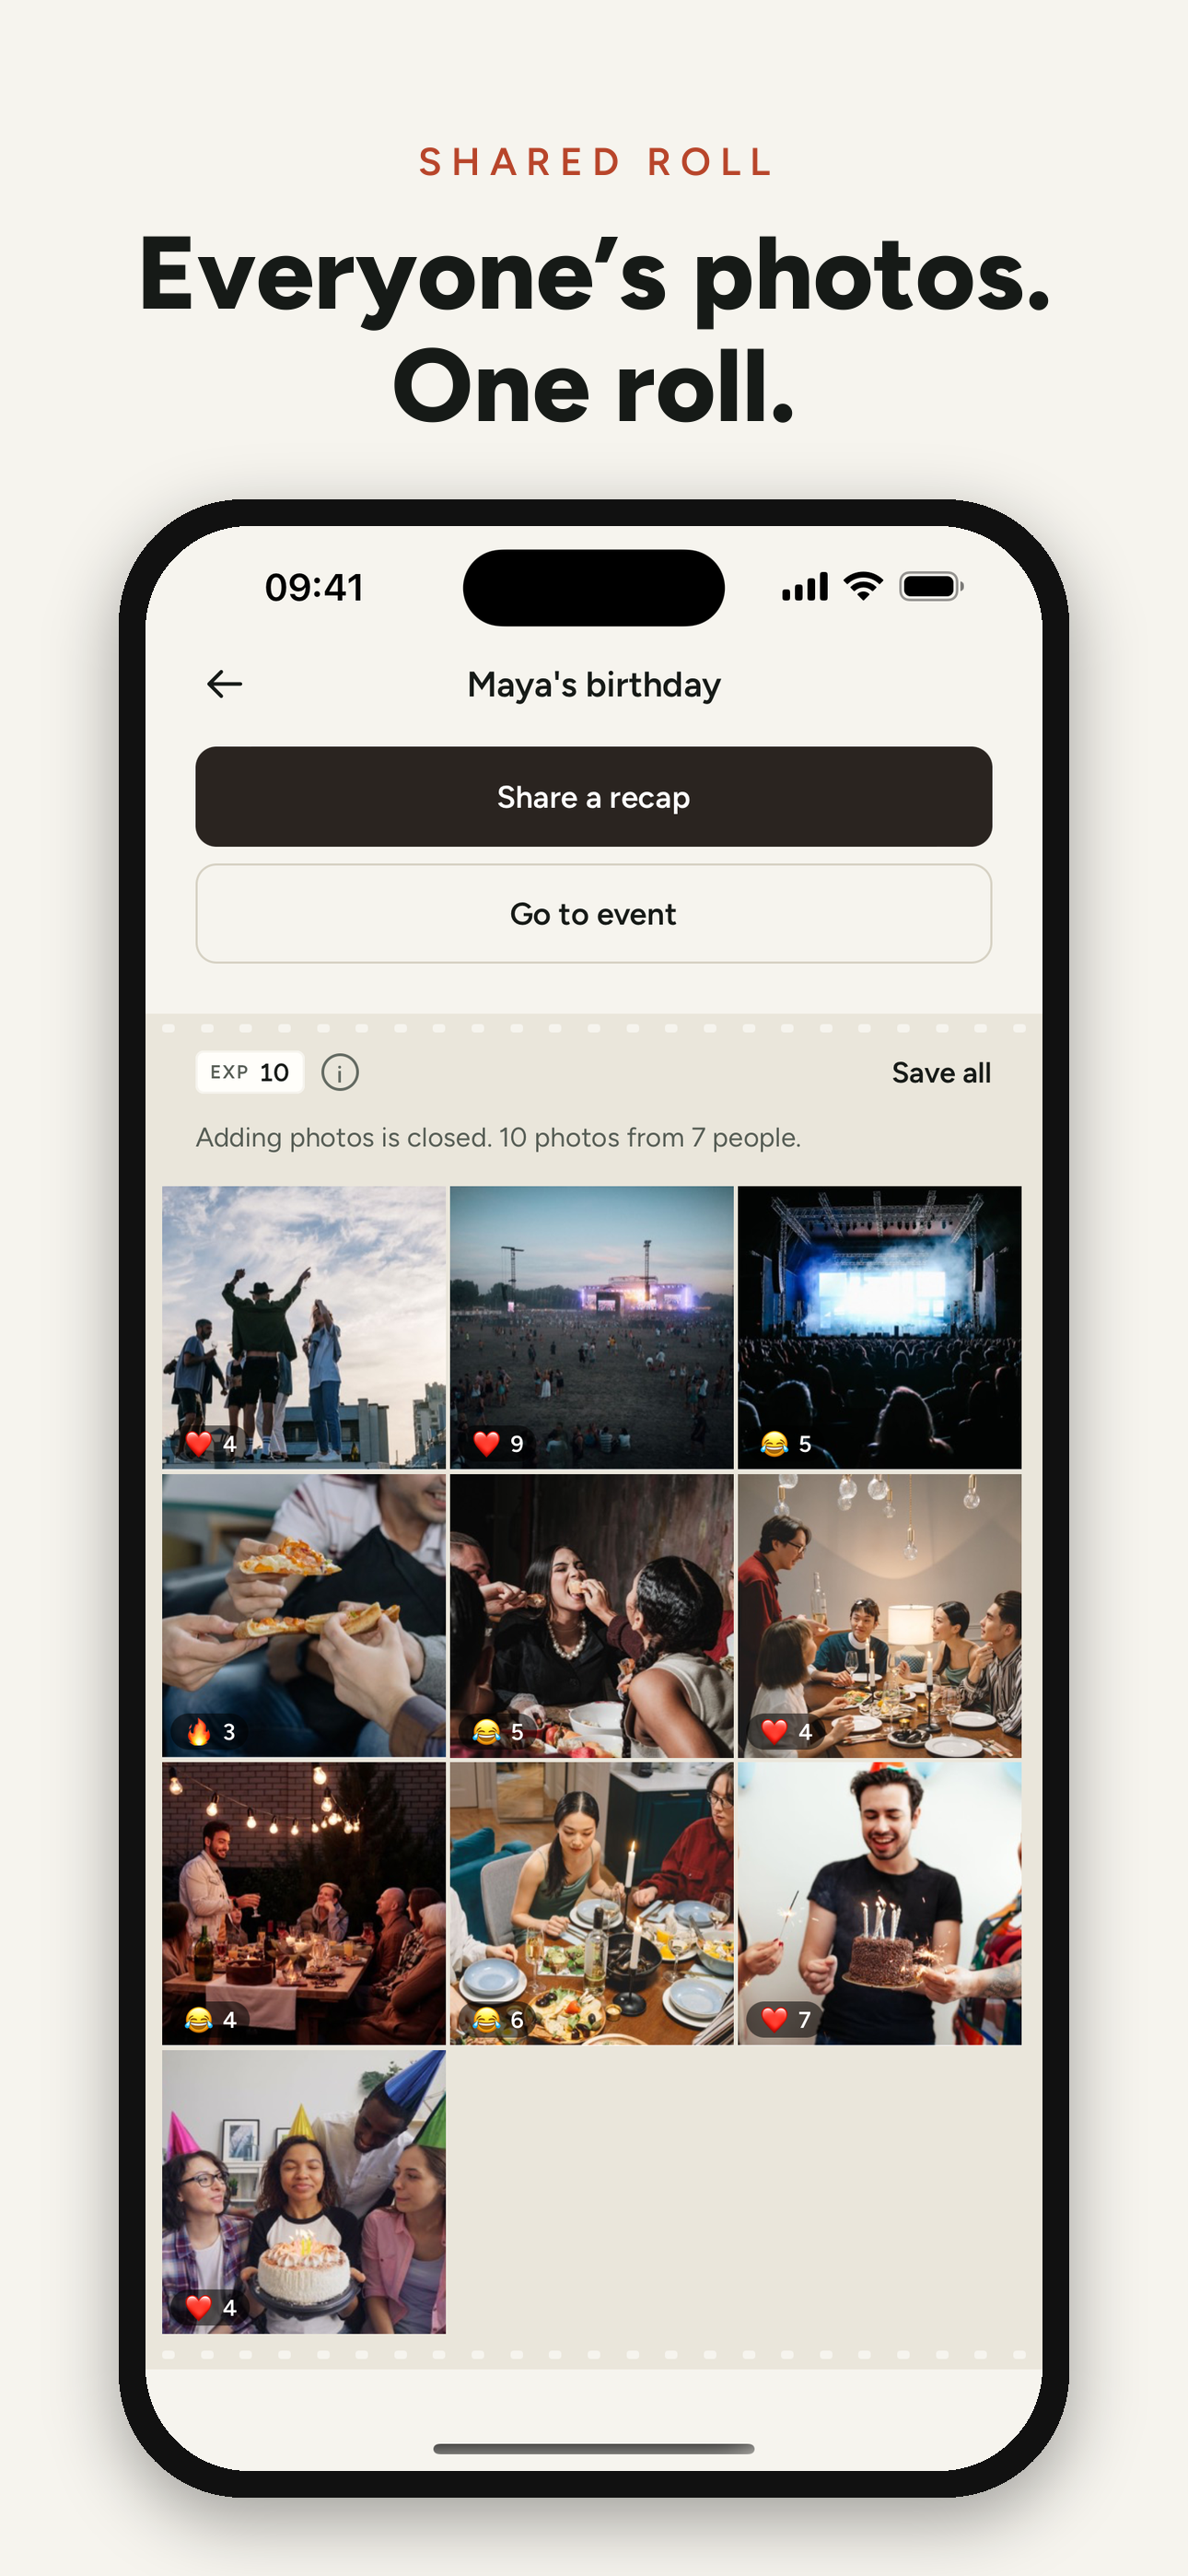 SHARED ROLL
Everyone’s photos.
One roll.
09:41
Maya's birthday
Share a recap
Go to event
EXP 10
Save all
Adding photos is closed. 10 photos from 7 people.
4
9
5
3
5
4
4
6
7
4